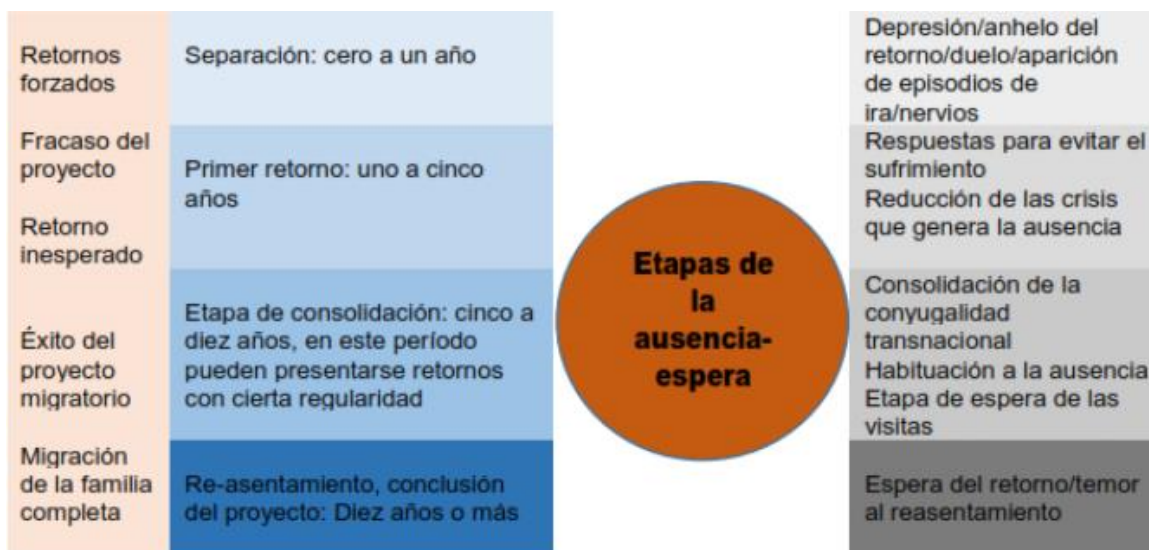 Retornos
forzados
Fracaso del
proyecto
Retorno
inesperado
Éxito del
proyecto
migratorio
Migración
de la familia
completa
Separación: cero a un año
Primer retorno: uno a cinco
años
Etapa de consolidación: cinco a
diez años, en este período
pueden presentarse retornos
con cierta regularidad
Re-asentamiento, conclusión
del proyecto: Diez años o más
Etapas de
la
ausencia-
espera
Depresión/anhelo del
retorno/duelo/aparición
de episodios de
ira/nervios
Respuestas para evitar el
sufrimiento
Reducción de las crisis
que genera la ausencia
Consolidación de la
conyugalidad
transnacional
Habituación a la ausencia
Etapa de espera de las
visitas
Espera del retorno/temor
al reasentamiento